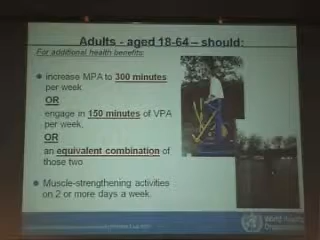 Adults - aged 18-64 – should:
For additional health benefits:
increase MPA to 300 minutes
per week
OR
engage in 150 minutes of VPA
per week,
OR
an equivalent combination of
those two
Muscle-strengthening activities
on 2 or more days a week.
World Health